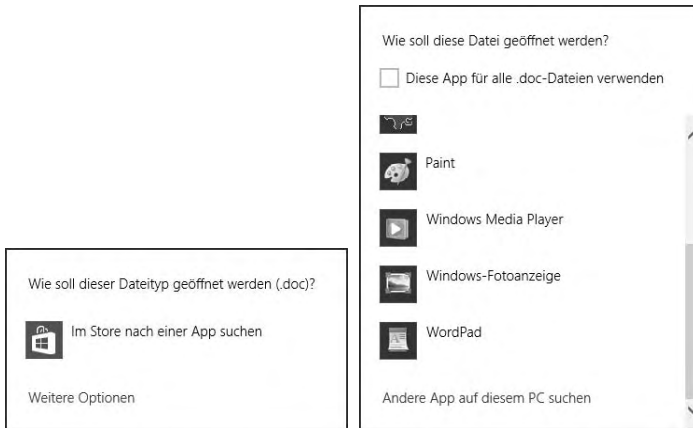 Wie soll dieser Dateityp geöffnet werden (.doc)?
Im Store nach einer App suchen
Weitere Optionen
Wie soll diese Datei geöffnet werden?
Diese App für alle .doc-Dateien verwenden
Paint
Windows Media Player
Windows-Fotoanzeige
WordPad
Andere App auf diesem PC suchen